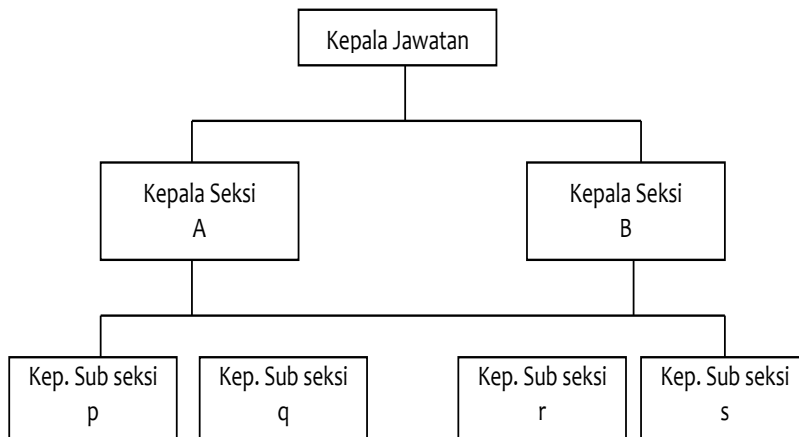 Kepala Jawatan
Kepala Seksi
A
Kepala Seksi
B
Kep. Sub seksi
p
Kep. Sub seksi
q
Kep. Sub seksi
r
Kep. Sub seksi
s